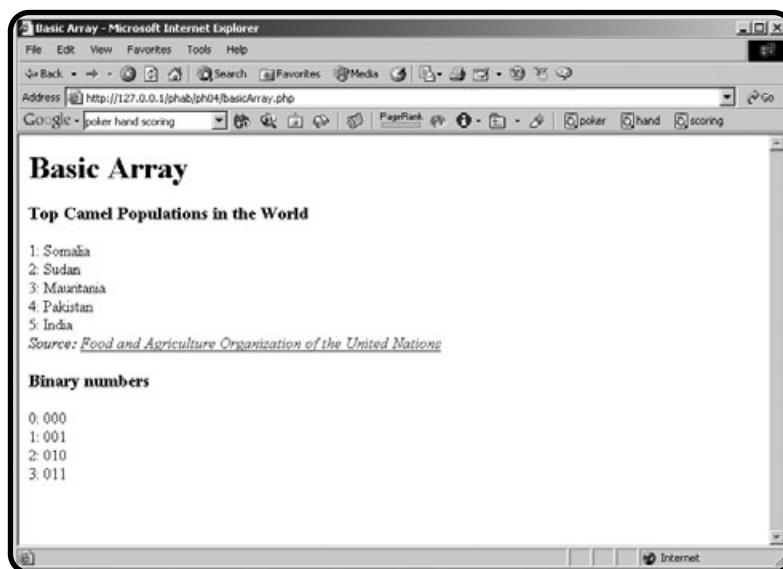 Basic Array - Microsoft Internet Explorer
File Edit View Favorites Tools Help
Back Search Favorites Media
Address http://127.0.0.1/phab/ph04/basicArray.php Go
Google poker hand scoring PageRank poker hand scoring
Basic Array
Top Camel Populations in the World
1: Somalia
2: Sudan
3: Mauritania
4: Pakistan
5: India
Source: Food and Agriculture Organization of the United Nations
Binary numbers
0: 000
1: 001
2: 010
3: 011
Internet